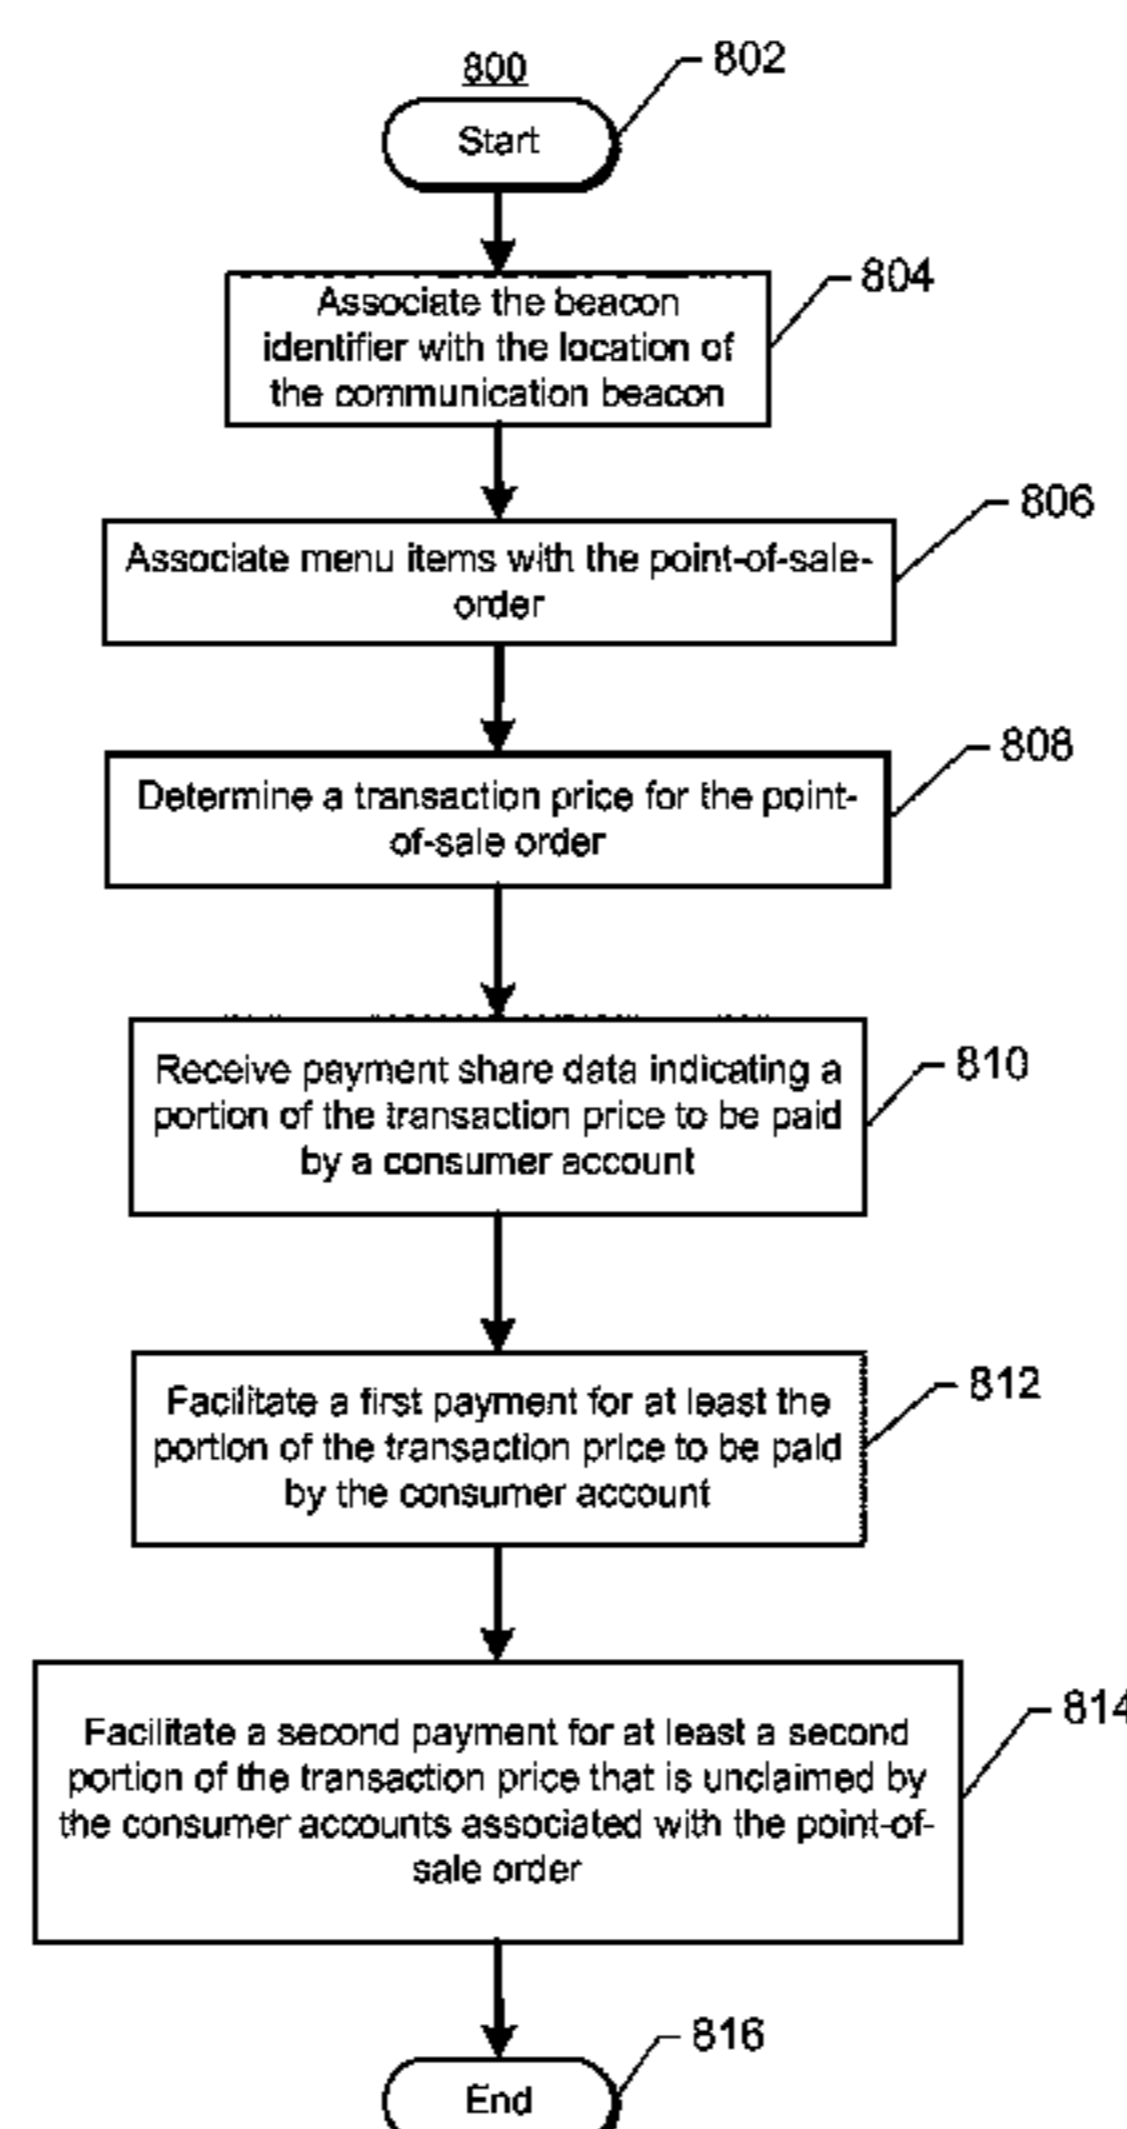 800
802
Start
804
Associate the beacon
identifier with the location of
the communication beacon
806
Associate menu items with the point-of-sale-
order
808
Determine a transaction price for the point-
of-sale order
810
Receive payment share data indicating a
portion of the transaction price to be paid
by a consumer account
812
Facilitate a first payment for at least the
portion of the transaction price to be paid
by the consumer account
814
Facilitate a second payment for at least a second
portion of the transaction price that is unclaimed by
the consumer accounts associated with the point-of-
sale order
816
End